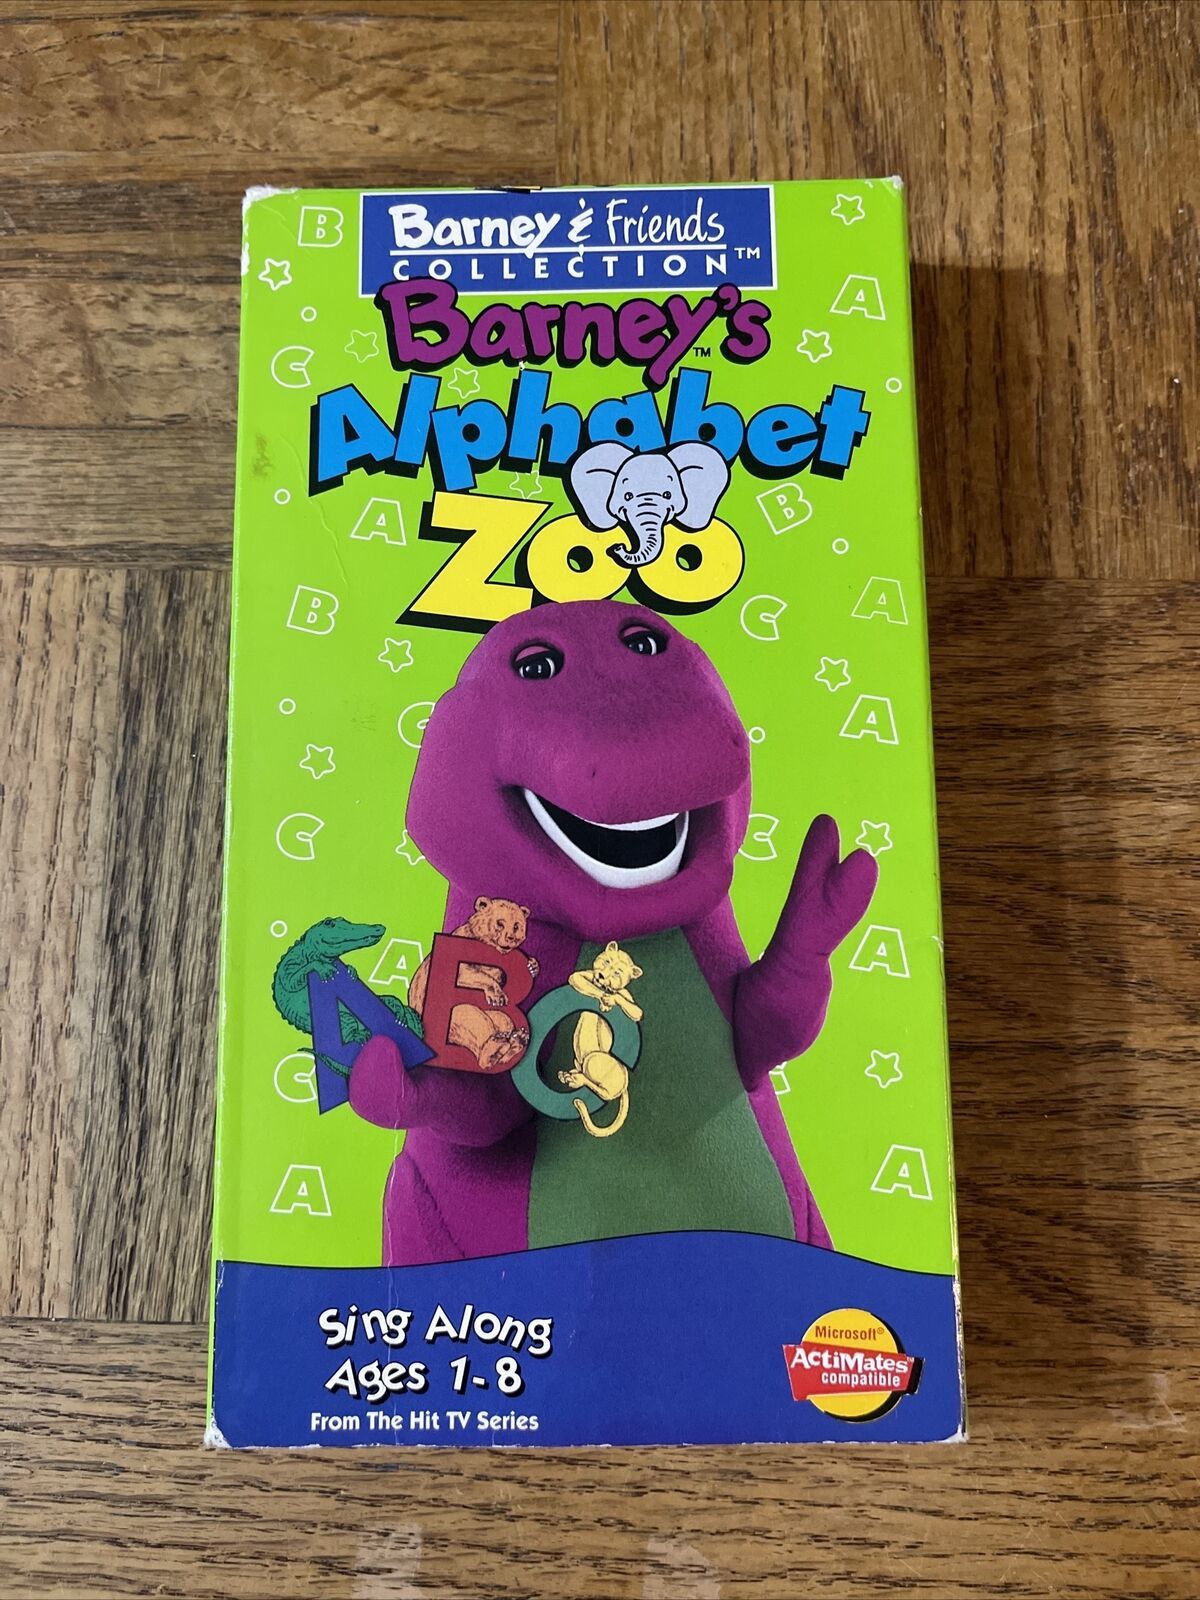 Barney & Friends
COLLECTION™
Barney's™
Alphabet
Zoo
B
A
C
A
B
B
C
A
C
A
C
C
A
A
A B C
C
A
A
Sing Along
Ages 1-8
From The Hit TV Series
Microsoft®
ActiMates™
compatible